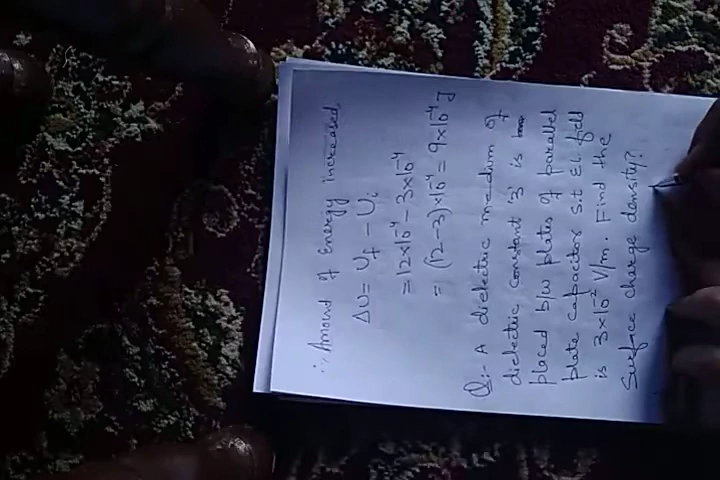 ∴ Amount of Energy increased
ΔU = U_f - U_i
= 12×10⁻⁴ - 3×10⁻⁴
= (12-3)×10⁻⁴ = 9×10⁻⁴ J
Q:- A dielectric medium of
dielectric constant '3' is
placed b/w plates of parallel
plate capacitor s.t El. field
is 3×10⁻² V/m. Find the
Surface charge density?